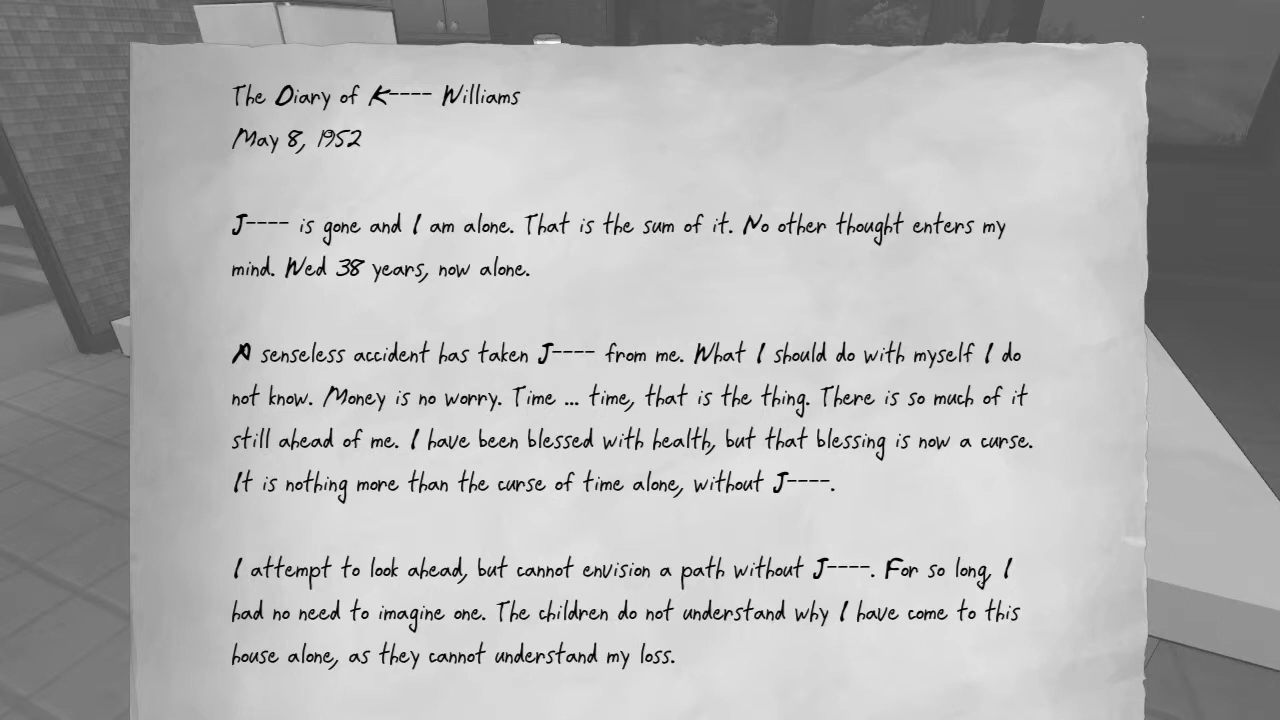 The Diary of K---- Williams
May 8, 1952
J---- is gone and I am alone. That is the sum of it. No other thought enters my
mind. Wed 38 years, now alone.
A senseless accident has taken J---- from me. What I should do with myself I do
not know. Money is no worry. Time ... time, that is the thing. There is so much of it
still ahead of me. I have been blessed with health, but that blessing is now a curse.
It is nothing more than the curse of time alone, without J----.
I attempt to look ahead, but cannot envision a path without J----. For so long, I
had no need to imagine one. The children do not understand why I have come to this
house alone, as they cannot understand my loss.